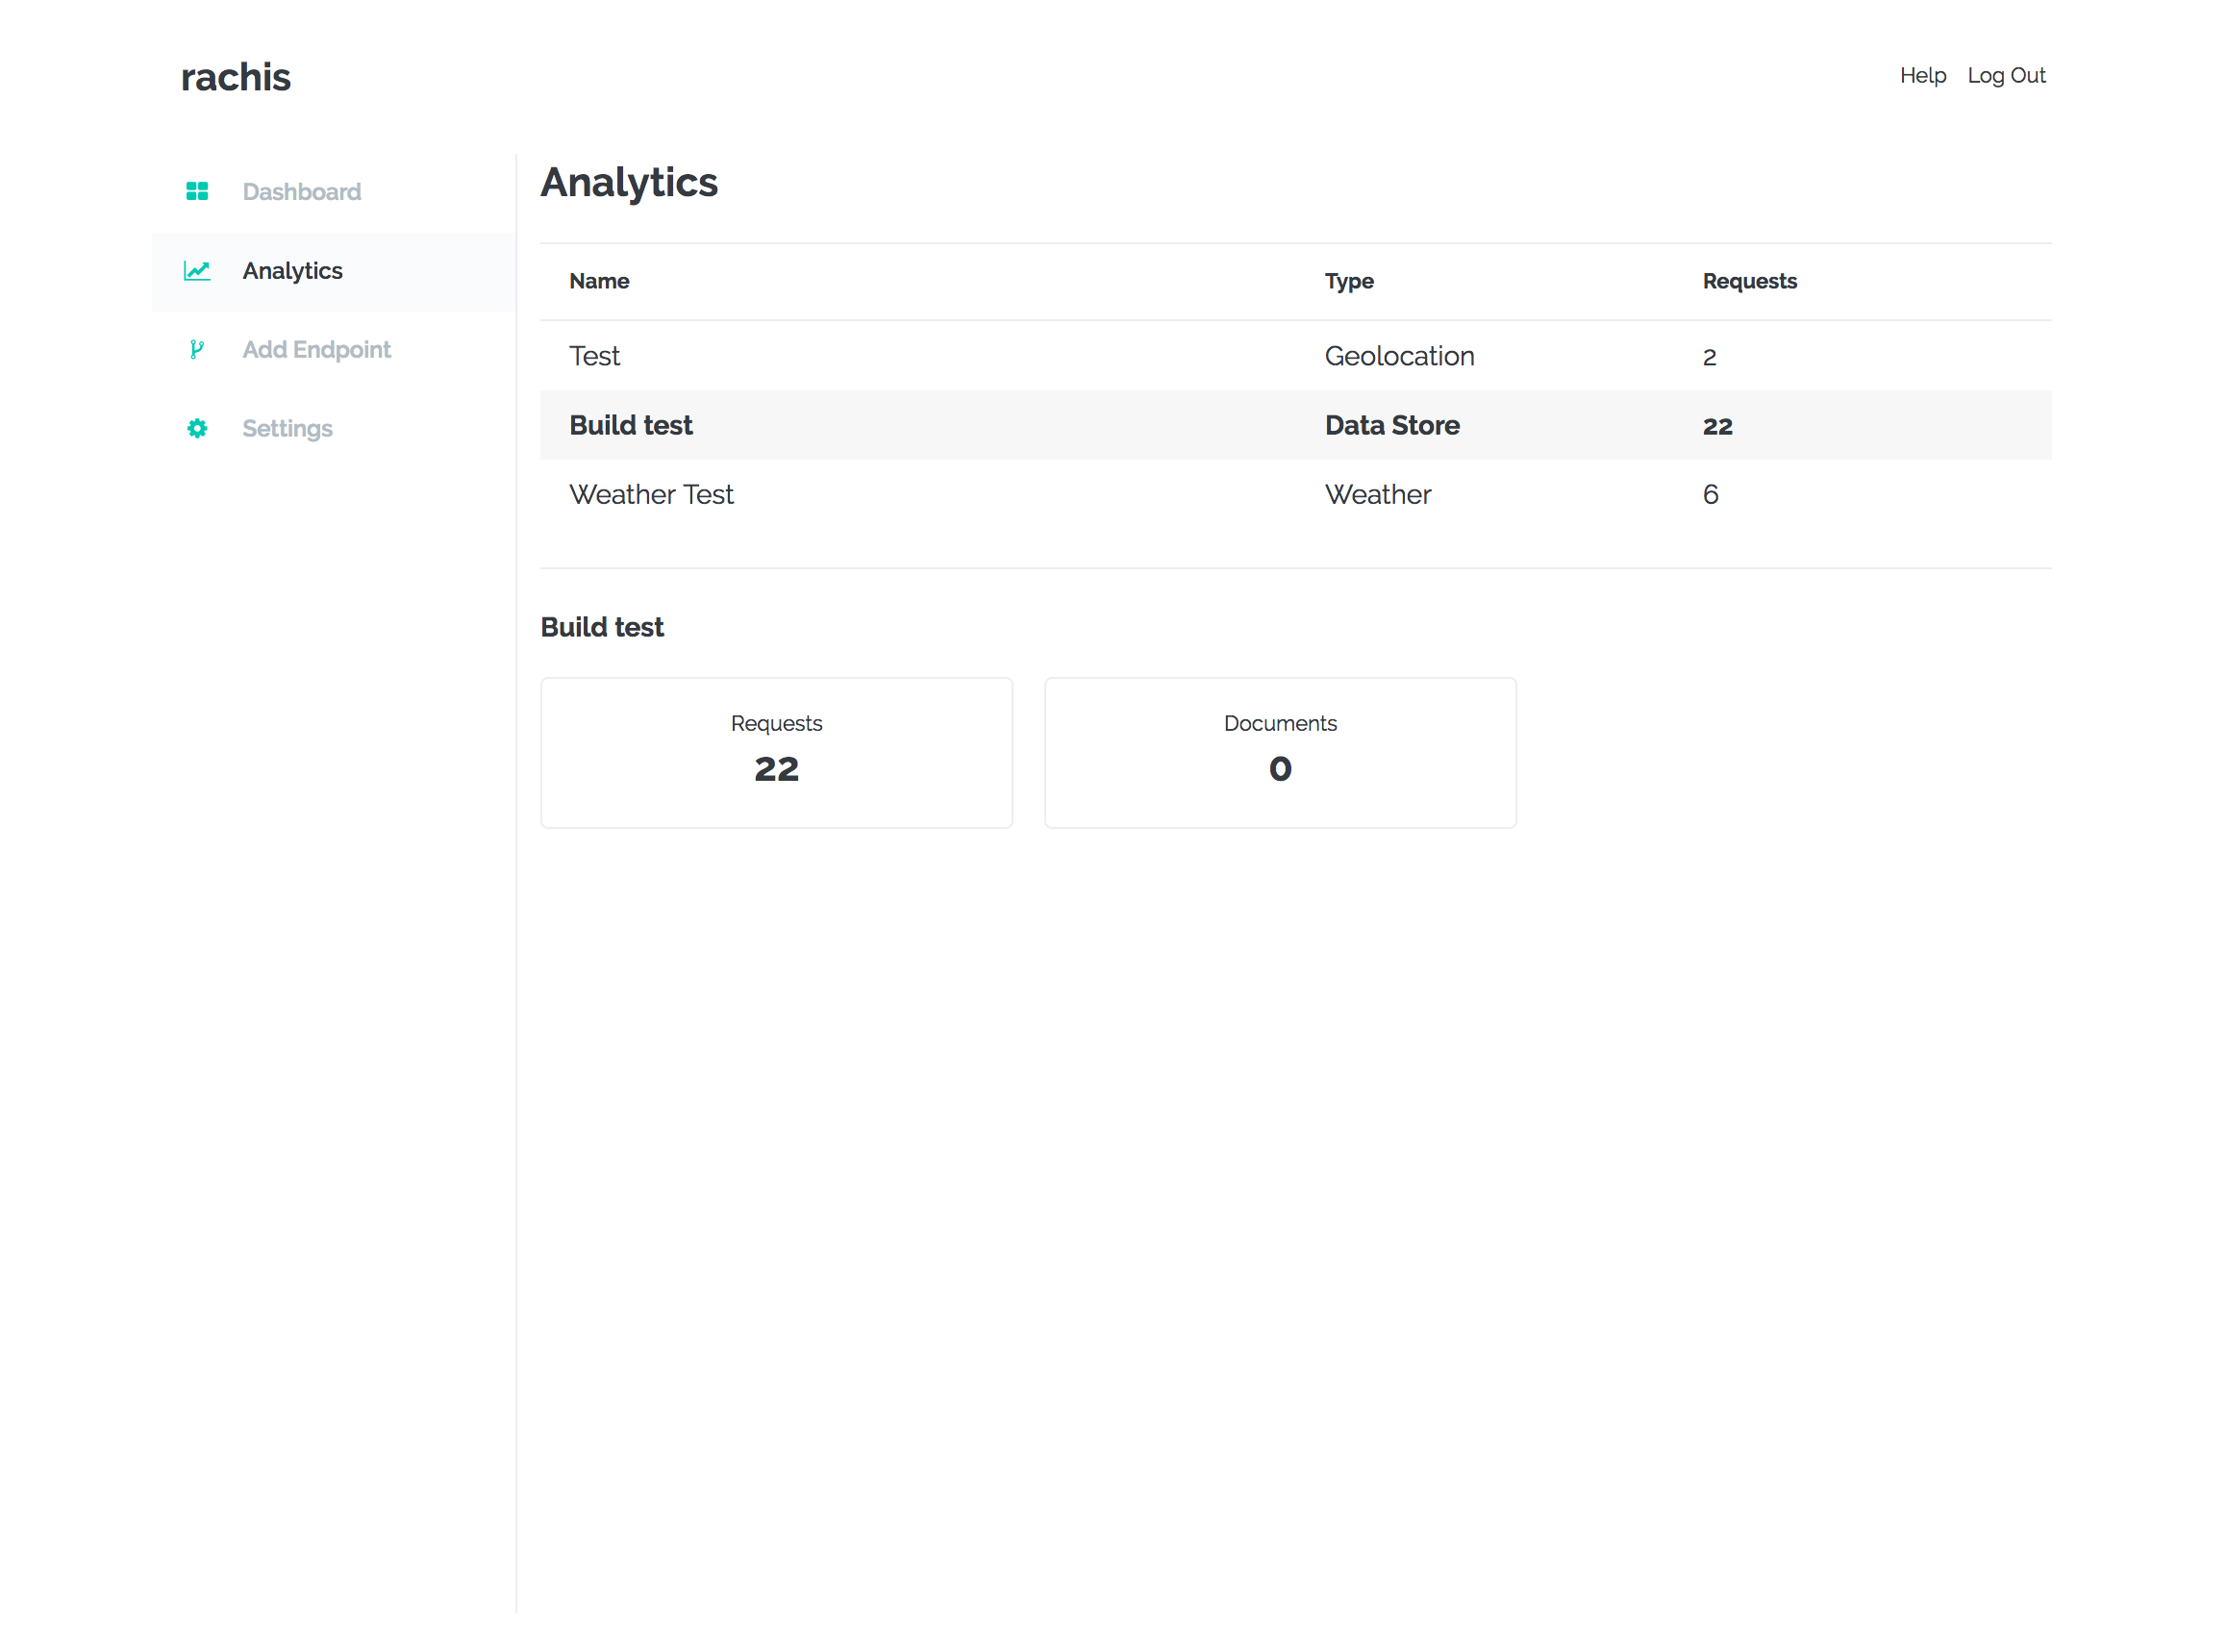 rachis
Help Log Out
Dashboard
Analytics
Add Endpoint
Settings
Analytics
Name Type Requests
Test Geolocation 2
Build test Data Store 22
Weather Test Weather 6
Build test
Requests
22
Documents
0